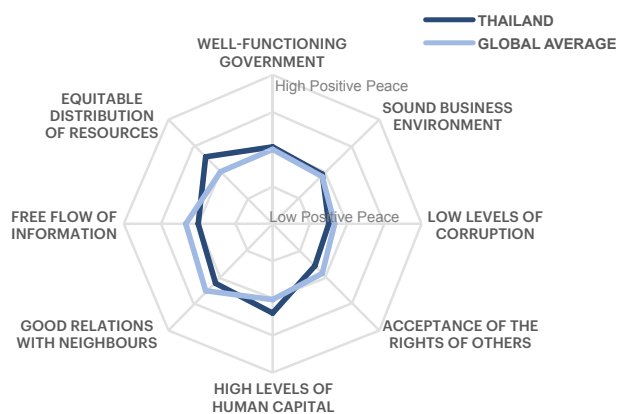 THAILAND
GLOBAL AVERAGE
WELL-FUNCTIONING
GOVERNMENT
High Positive Peace
EQUITABLE
DISTRIBUTION
OF RESOURCES
SOUND BUSINESS
ENVIRONMENT
FREE FLOW OF
INFORMATION
Low Positive Peace
LOW LEVELS OF
CORRUPTION
GOOD RELATIONS
WITH NEIGHBOURS
ACCEPTANCE OF THE
RIGHTS OF OTHERS
HIGH LEVELS OF
HUMAN CAPITAL